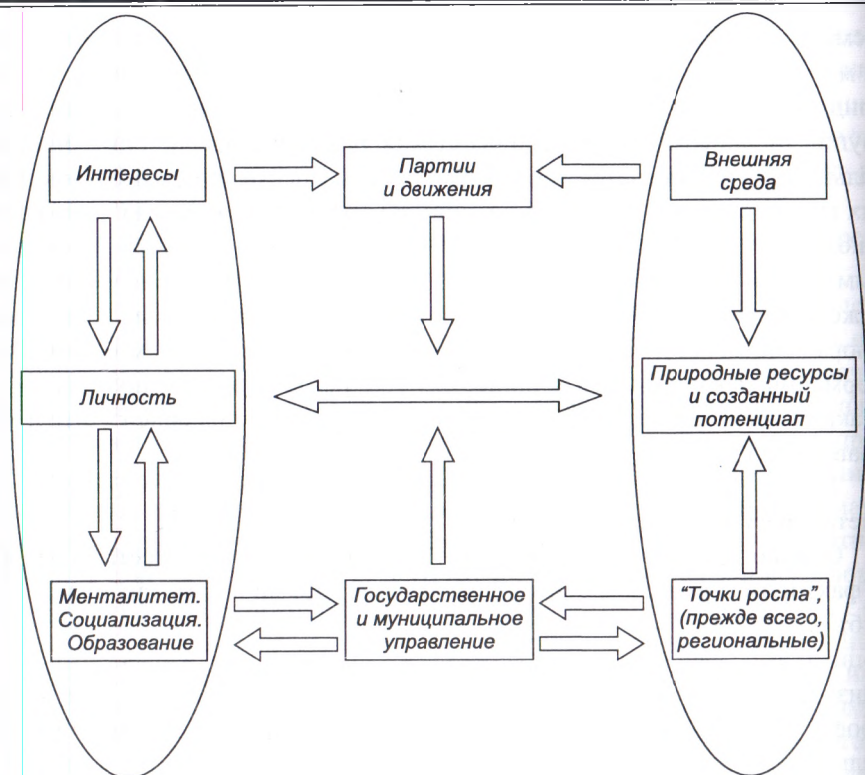 Интересы
Партии
и движения
Внешняя
среда
Личность
Природные ресурсы
и созданный
потенциал
Менталитет.
Социализация.
Образование
Государственное
и муниципальное
управление
“Точки роста”,
(прежде всего,
региональные)